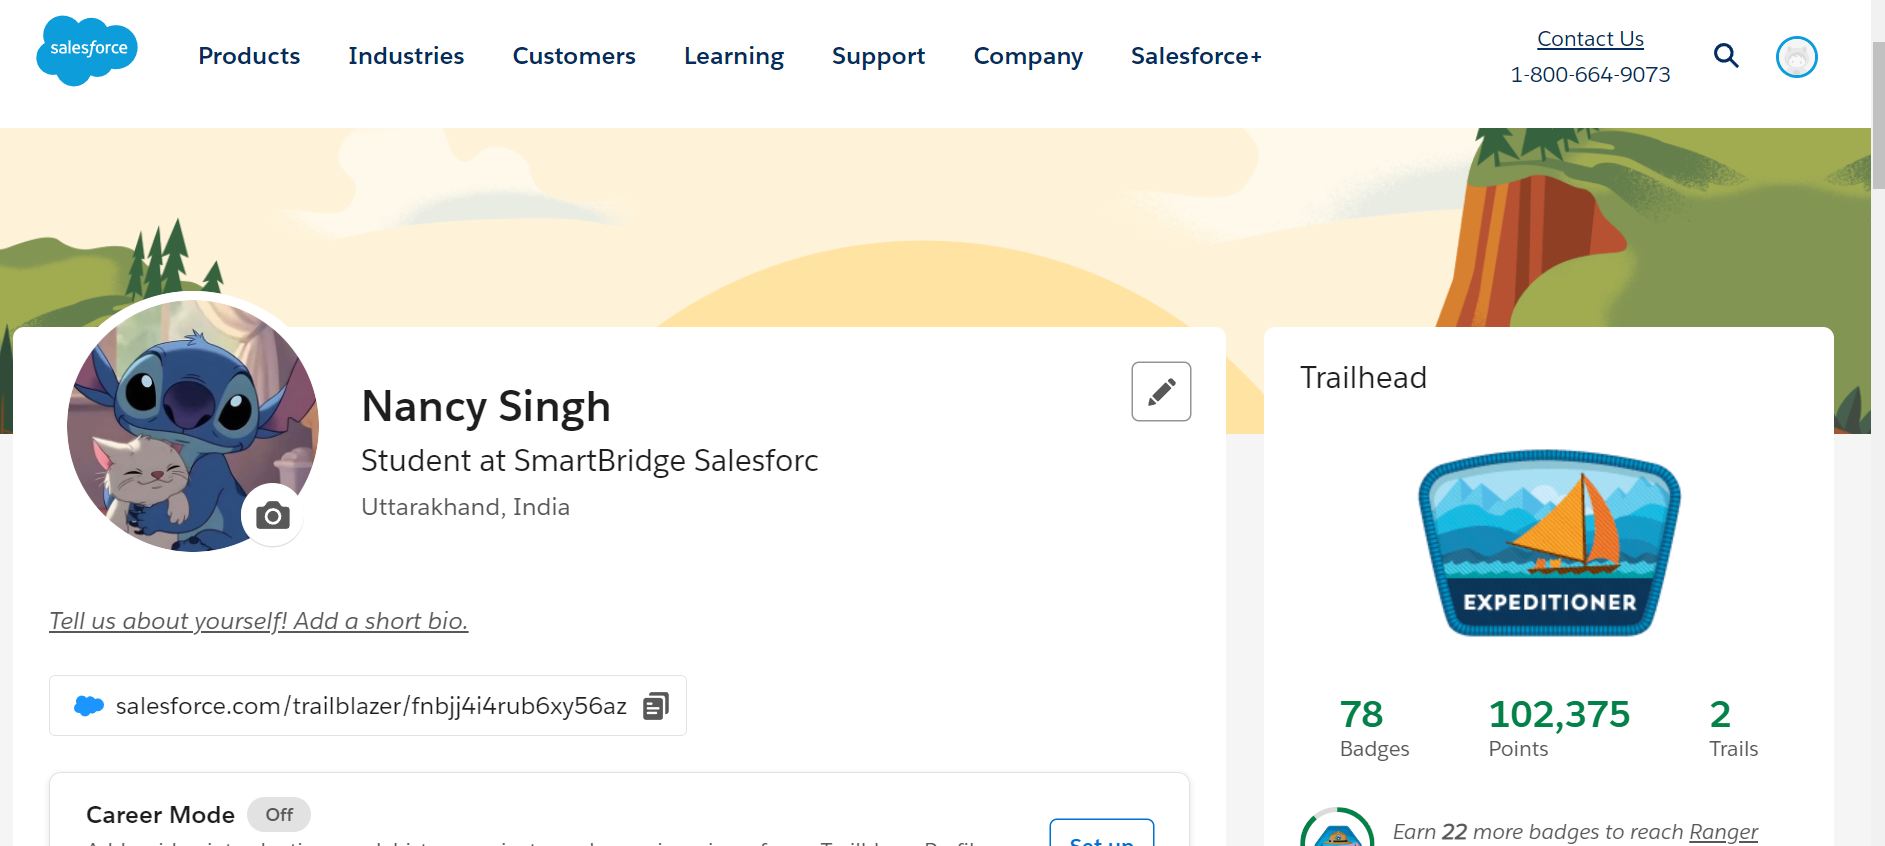 salesforce
Products Industries Customers Learning Support Company Salesforce+
Contact Us
1-800-664-9073
Nancy Singh
Student at SmartBridge Salesforc
Uttarakhand, India
Tell us about yourself! Add a short bio.
salesforce.com/trailblazer/fnbjj4i4rub6xy56az
Career Mode Off
Set up
Trailhead
EXPEDITIONER
78 102,375 2
Badges Points Trails
Earn 22 more badges to reach Ranger